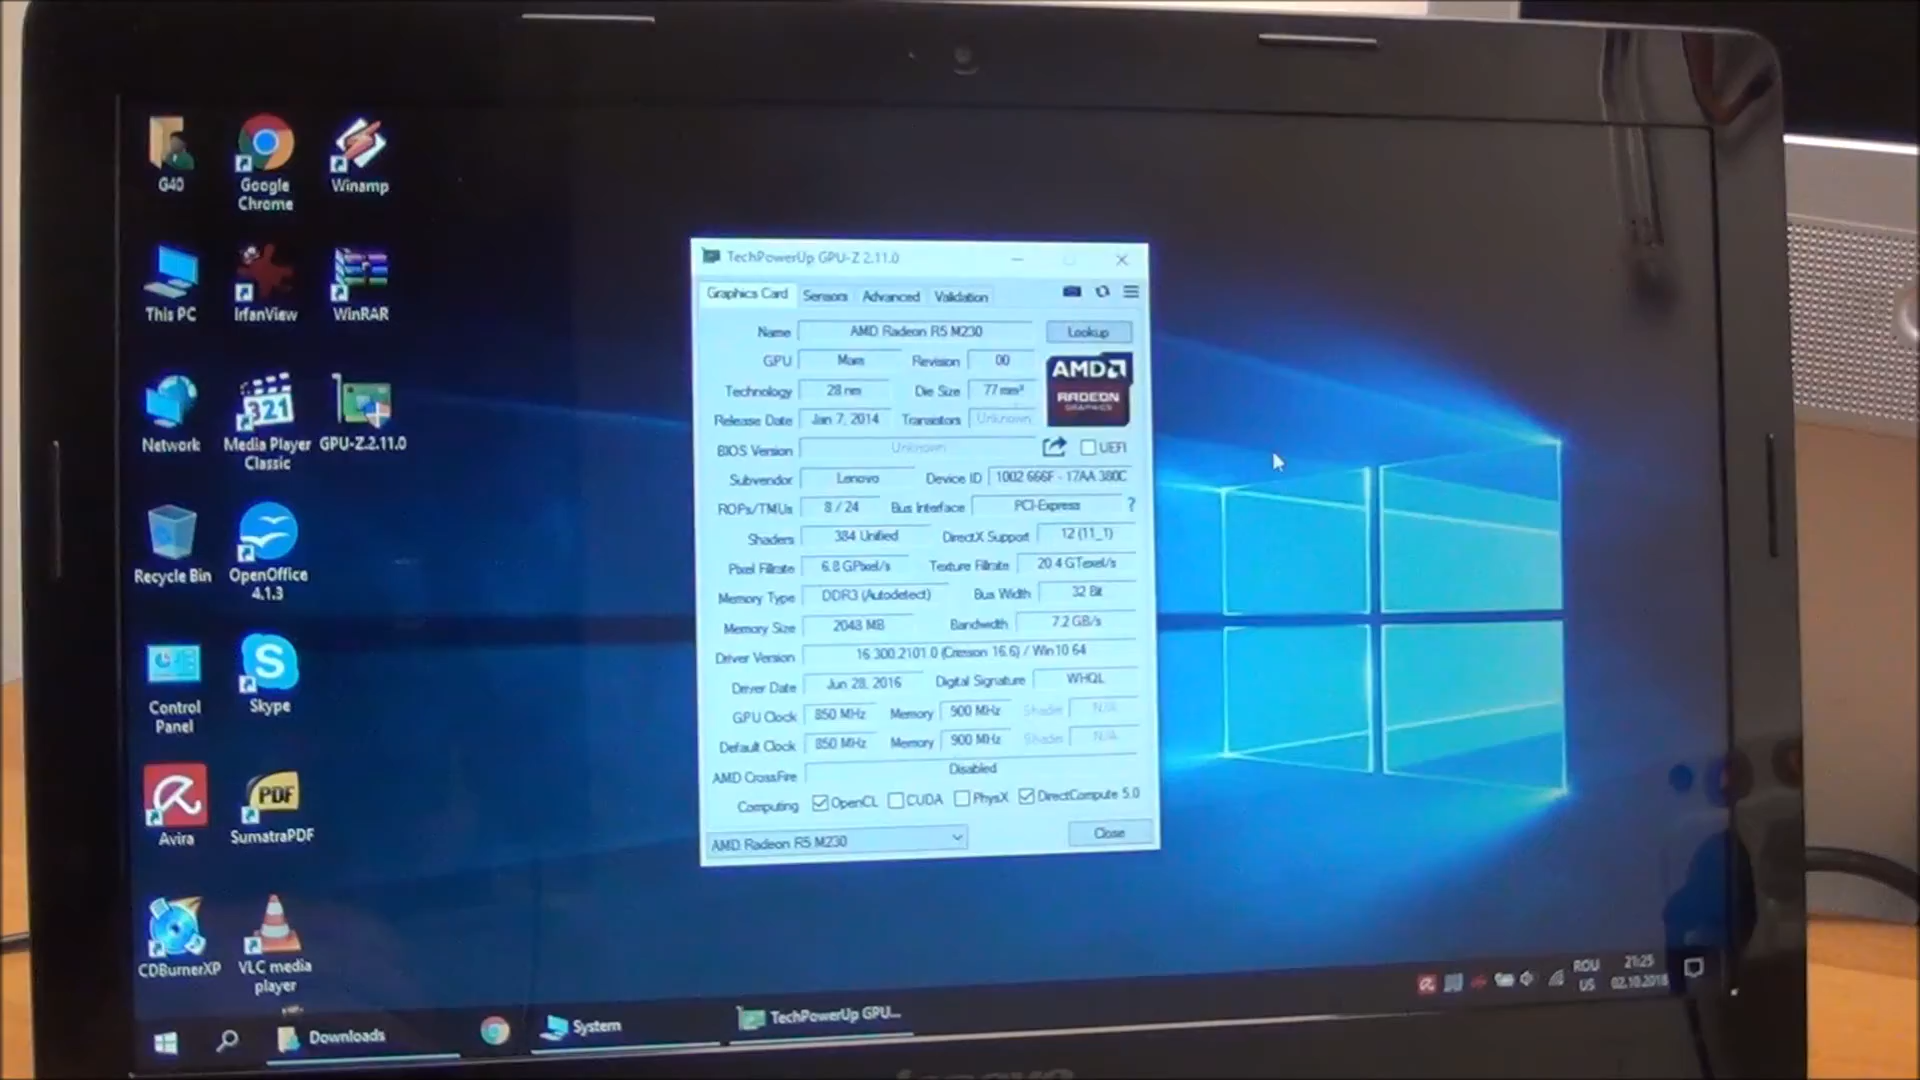 G40
Google
Chrome
Winamp
This PC
IrfanView
WinRAR
Network
321
Media Player
Classic
GPU-Z.2.11.0
Recycle Bin
OpenOffice
4.1.3
Control
Panel
Skype
Avira
PDF
SumatraPDF
CDBurnerXP
VLC media
player
TechPowerUp GPU-Z 2.11.0
Graphics Card Sensors Advanced Validation
Name AMD Radeon R5 M230 Lookup
GPU Mars Revision 00
AMD
RADEON
GRAPHICS
Technology 28 nm Die Size 77 mm²
Release Date Jan 7, 2014 Transistors Unknown
BIOS Version Unknown UEFI
Subvendor Lenovo Device ID 1002 666F - 17AA 380C
ROPs/TMUs 8 / 24 Bus Interface PCI-Express ?
Shaders 384 Unified DirectX Support 12 (11_1)
Pixel Fillrate 6.8 GPixel/s Texture Fillrate 20.4 GTexel/s
Memory Type DDR3 (Autodetect) Bus Width 32 Bit
Memory Size 2048 MB Bandwidth 7.2 GB/s
Driver Version 16.300.2101.0 (Crimson 16.6) / Win10 64
Driver Date Jun 28, 2016 Digital Signature WHQL
GPU Clock 850 MHz Memory 900 MHz Shader N/A
Default Clock 850 MHz Memory 900 MHz Shader N/A
AMD CrossFire Disabled
Computing OpenCL CUDA PhysX DirectCompute 5.0
AMD Radeon R5 M230 Close
Downloads
System
TechPowerUp GPU...
ROU
US
21:25
02.10.2018